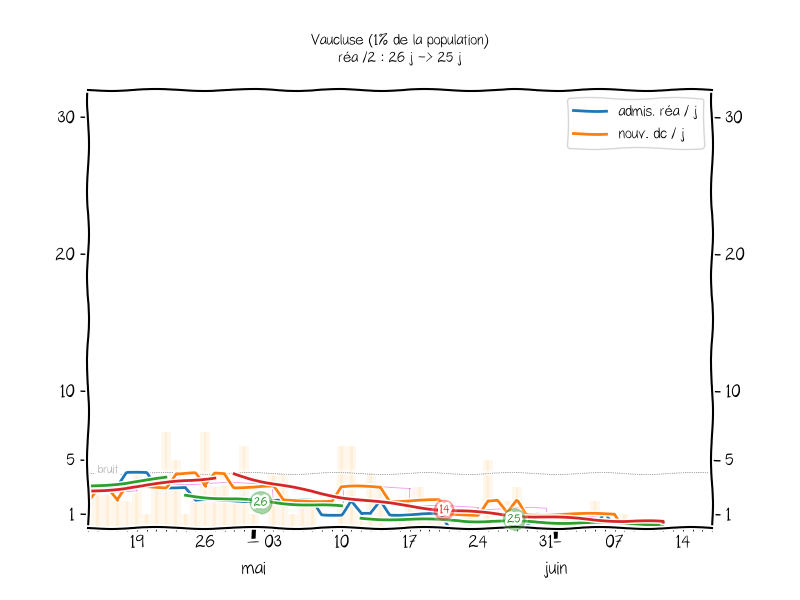 Vaucluse (1% de la population)
réa /2 : 26 j -> 25 j
admis. réa / j
nouv. dc / j
30
30
20
20
10
10
5
5
bruit
26
14
25
1
1
19 26 03 10 17 24 31 07 14
mai juin